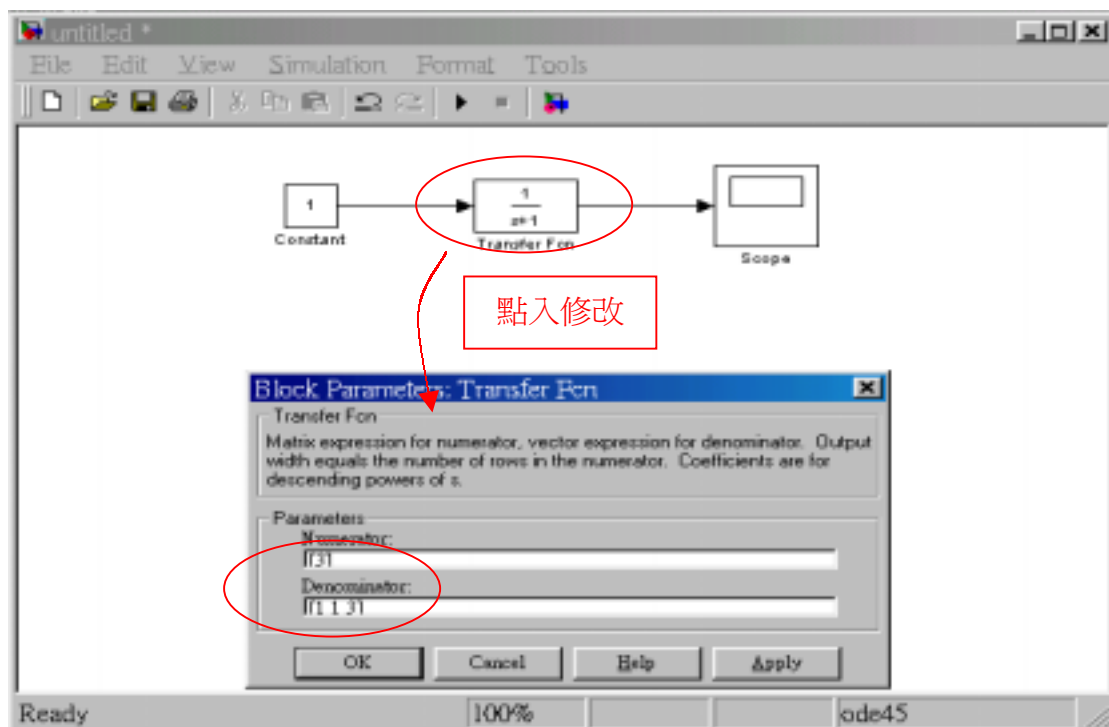 untitled *
File Edit View Simulation Format Tools
1
Constant
1
s+1
Transfer Fcn
Scope
點入修改
Block Parameters: Transfer Fcn
Transfer Fcn
Matrix expression for numerator, vector expression for denominator. Output
width equals the number of rows in the numerator. Coefficients are for
descending powers of s.
Parameters
Numerator:
[3]
Denominator:
[1 1 3]
OK Cancel Help Apply
Ready 100% ode45